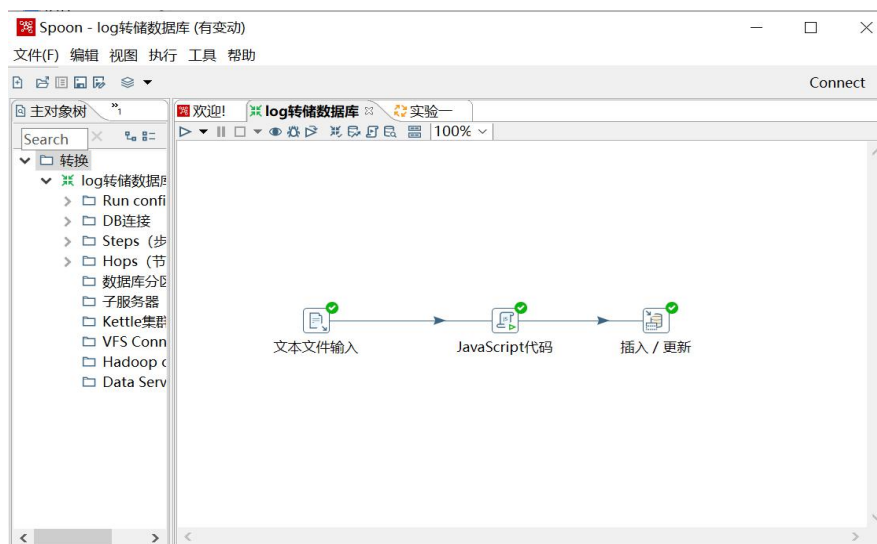 Spoon - log转储数据库 (有变动)
文件(F) 编辑 视图 执行 工具 帮助
Connect
主对象树 »1
欢迎! log转储数据库 实验一
Search
100%
转换
log转储数据库
Run confi
DB连接
Steps（步
Hops（节
数据库分区
子服务器
Kettle集群
VFS Conn
Hadoop c
Data Serv
文本文件输入 JavaScript代码 插入 / 更新